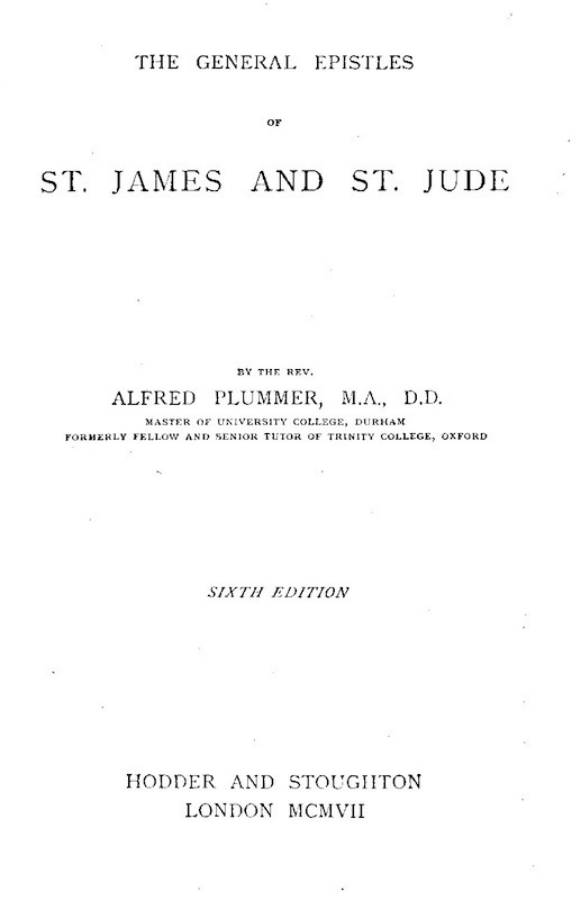 THE GENERAL EPISTLES
OF
ST. JAMES AND ST. JUDE
BY THE REV.
ALFRED PLUMMER, M.A., D.D.
MASTER OF UNIVERSITY COLLEGE, DURHAM
FORMERLY FELLOW AND SENIOR TUTOR OF TRINITY COLLEGE, OXFORD
SIXTH EDITION
HODDER AND STOUGHTON
LONDON MCMVII